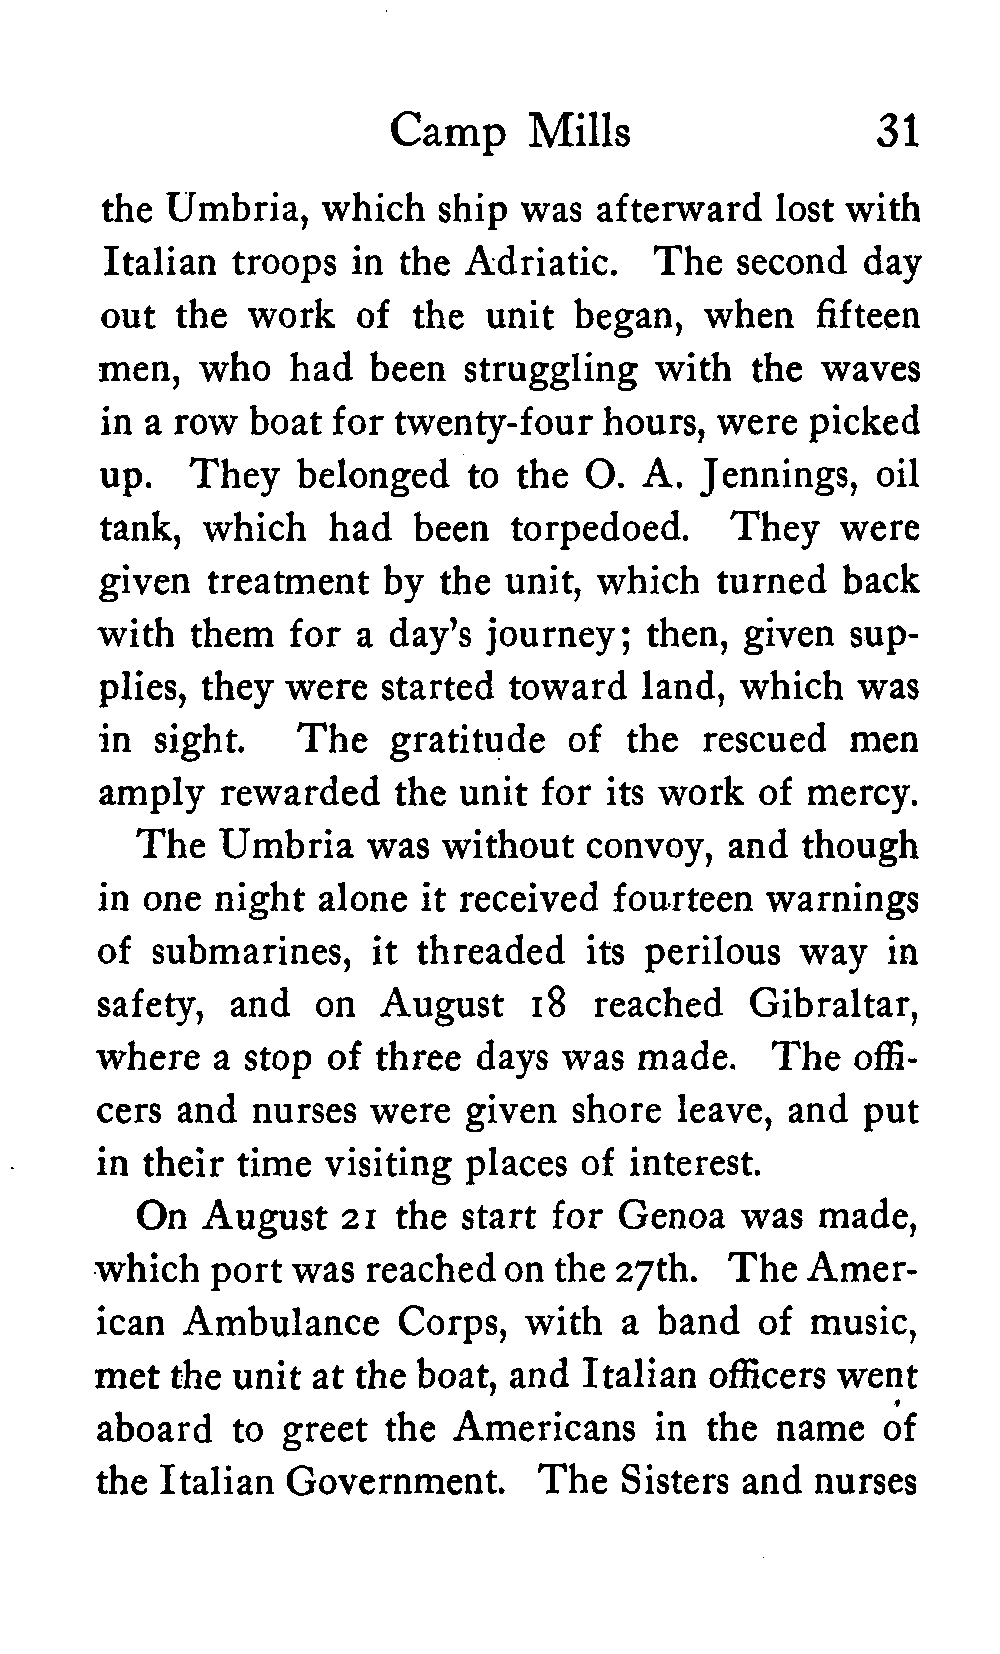 Camp Mills 31
the Umbria, which ship was afterward lost with
Italian troops in the Adriatic. The second day
out the work of the unit began, when fifteen
men, who had been struggling with the waves
in a row boat for twenty-four hours, were picked
up. They belonged to the O. A. Jennings, oil
tank, which had been torpedoed. They were
given treatment by the unit, which turned back
with them for a day's journey; then, given sup-
plies, they were started toward land, which was
in sight. The gratitude of the rescued men
amply rewarded the unit for its work of mercy.
The Umbria was without convoy, and though
in one night alone it received fourteen warnings
of submarines, it threaded its perilous way in
safety, and on August 18 reached Gibraltar,
where a stop of three days was made. The offi-
cers and nurses were given shore leave, and put
in their time visiting places of interest.
On August 21 the start for Genoa was made,
which port was reached on the 27th. The Amer-
ican Ambulance Corps, with a band of music,
met the unit at the boat, and Italian officers went
aboard to greet the Americans in the name of
the Italian Government. The Sisters and nurses